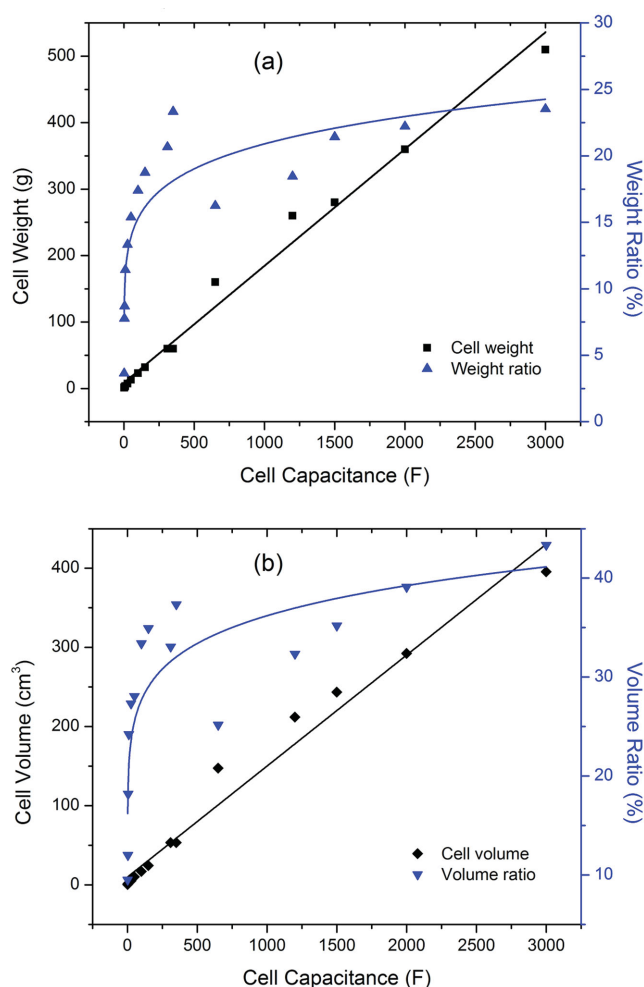 (a)
Cell Weight (g)
500
400
300
200
100
0
30
25
20
15
10
5
0
Weight Ratio (%)
Cell weight
Weight ratio
0 500 1000 1500 2000 2500 3000
Cell Capacitance (F)
(b)
Cell Volume (cm³)
400
300
200
100
0
40
30
20
10
Volume Ratio (%)
Cell volume
Volume ratio
0 500 1000 1500 2000 2500 3000
Cell Capacitance (F)